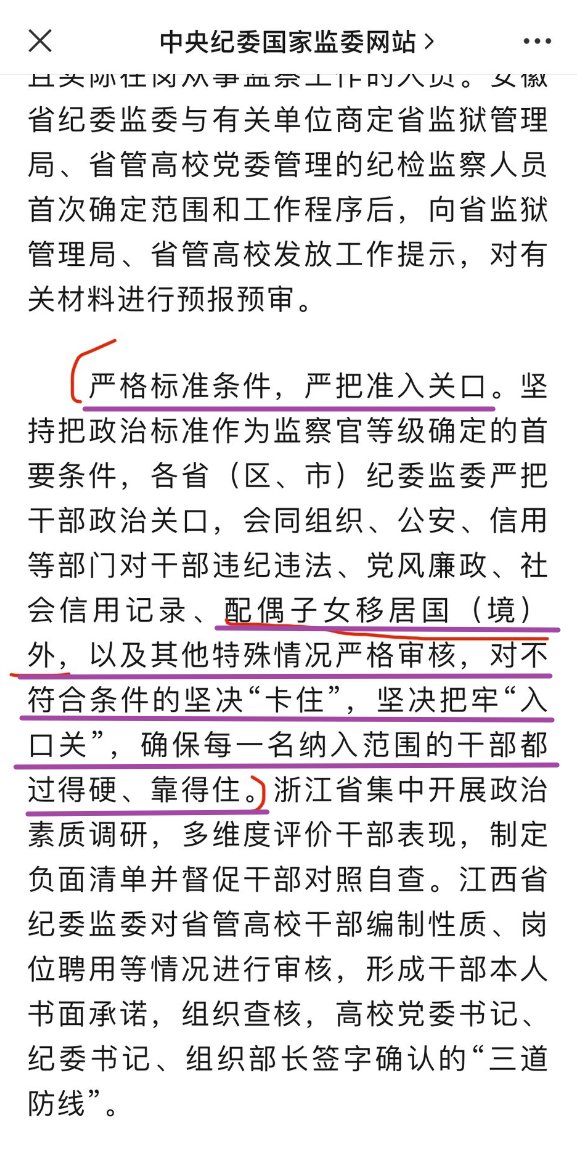 中央纪委国家监委网站
且实际在岗从事监察工作的人员。安徽
省纪委监委与有关单位商定省监狱管理
局、省管高校党委管理的纪检监察人员
首次确定范围和工作程序后，向省监狱
管理局、省管高校发放工作提示，对有
关材料进行预报预审。
严格标准条件，严把准入关口。坚
持把政治标准作为监察官等级确定的首
要条件，各省（区、市）纪委监委严把
干部政治关口，会同组织、公安、信用
等部门对干部违纪违法、党风廉政、社
会信用记录、配偶子女移居国（境）
外，以及其他特殊情况严格审核，对不
符合条件的坚决“卡住”，坚决把牢“入
口关”，确保每一名纳入范围的干部都
过得硬、靠得住。浙江省集中开展政治
素质调研，多维度评价干部表现，制定
负面清单并督促干部对照自查。江西省
纪委监委对省管高校干部编制性质、岗
位聘用等情况进行审核，形成干部本人
书面承诺，组织查核，高校党委书记、
纪委书记、组织部长签字确认的“三道
防线”。